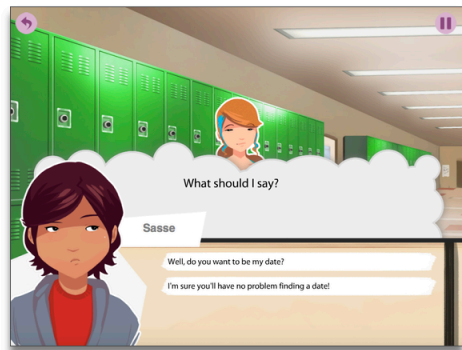 What should I say?
Sasse
Well, do you want to be my date?
I'm sure you'll have no problem finding a date!